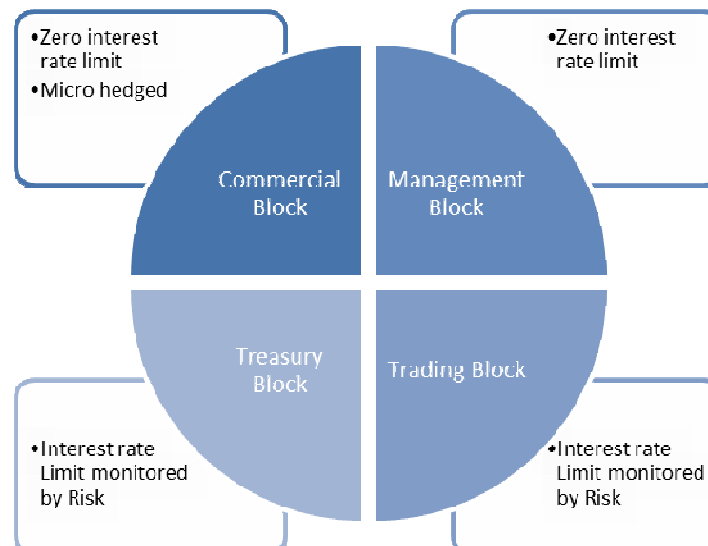 •Zero interest
rate limit
•Micro hedged
•Zero interest
rate limit
Commercial
Block
Management
Block
Treasury
Block
Trading Block
•Interest rate
Limit monitored
by Risk
•Interest rate
Limit monitored
by Risk